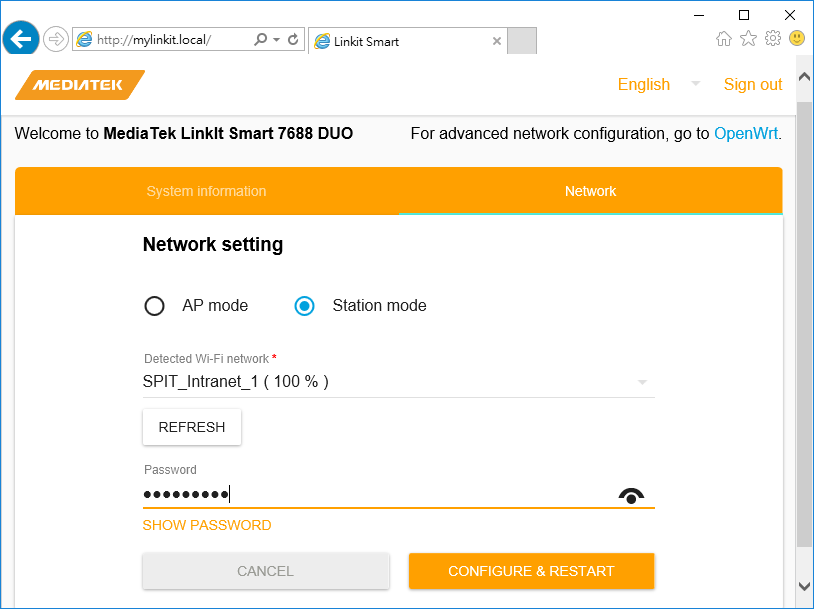 http://mylinkit.local/
Linkit Smart
MEDIATEK
English
Sign out
Welcome to MediaTek LinkIt Smart 7688 DUO
For advanced network configuration, go to OpenWrt.
System information
Network
Network setting
AP mode
Station mode
Detected Wi-Fi network *
SPIT_Intranet_1 ( 100 % )
REFRESH
Password
•••••••••
SHOW PASSWORD
CANCEL
CONFIGURE & RESTART